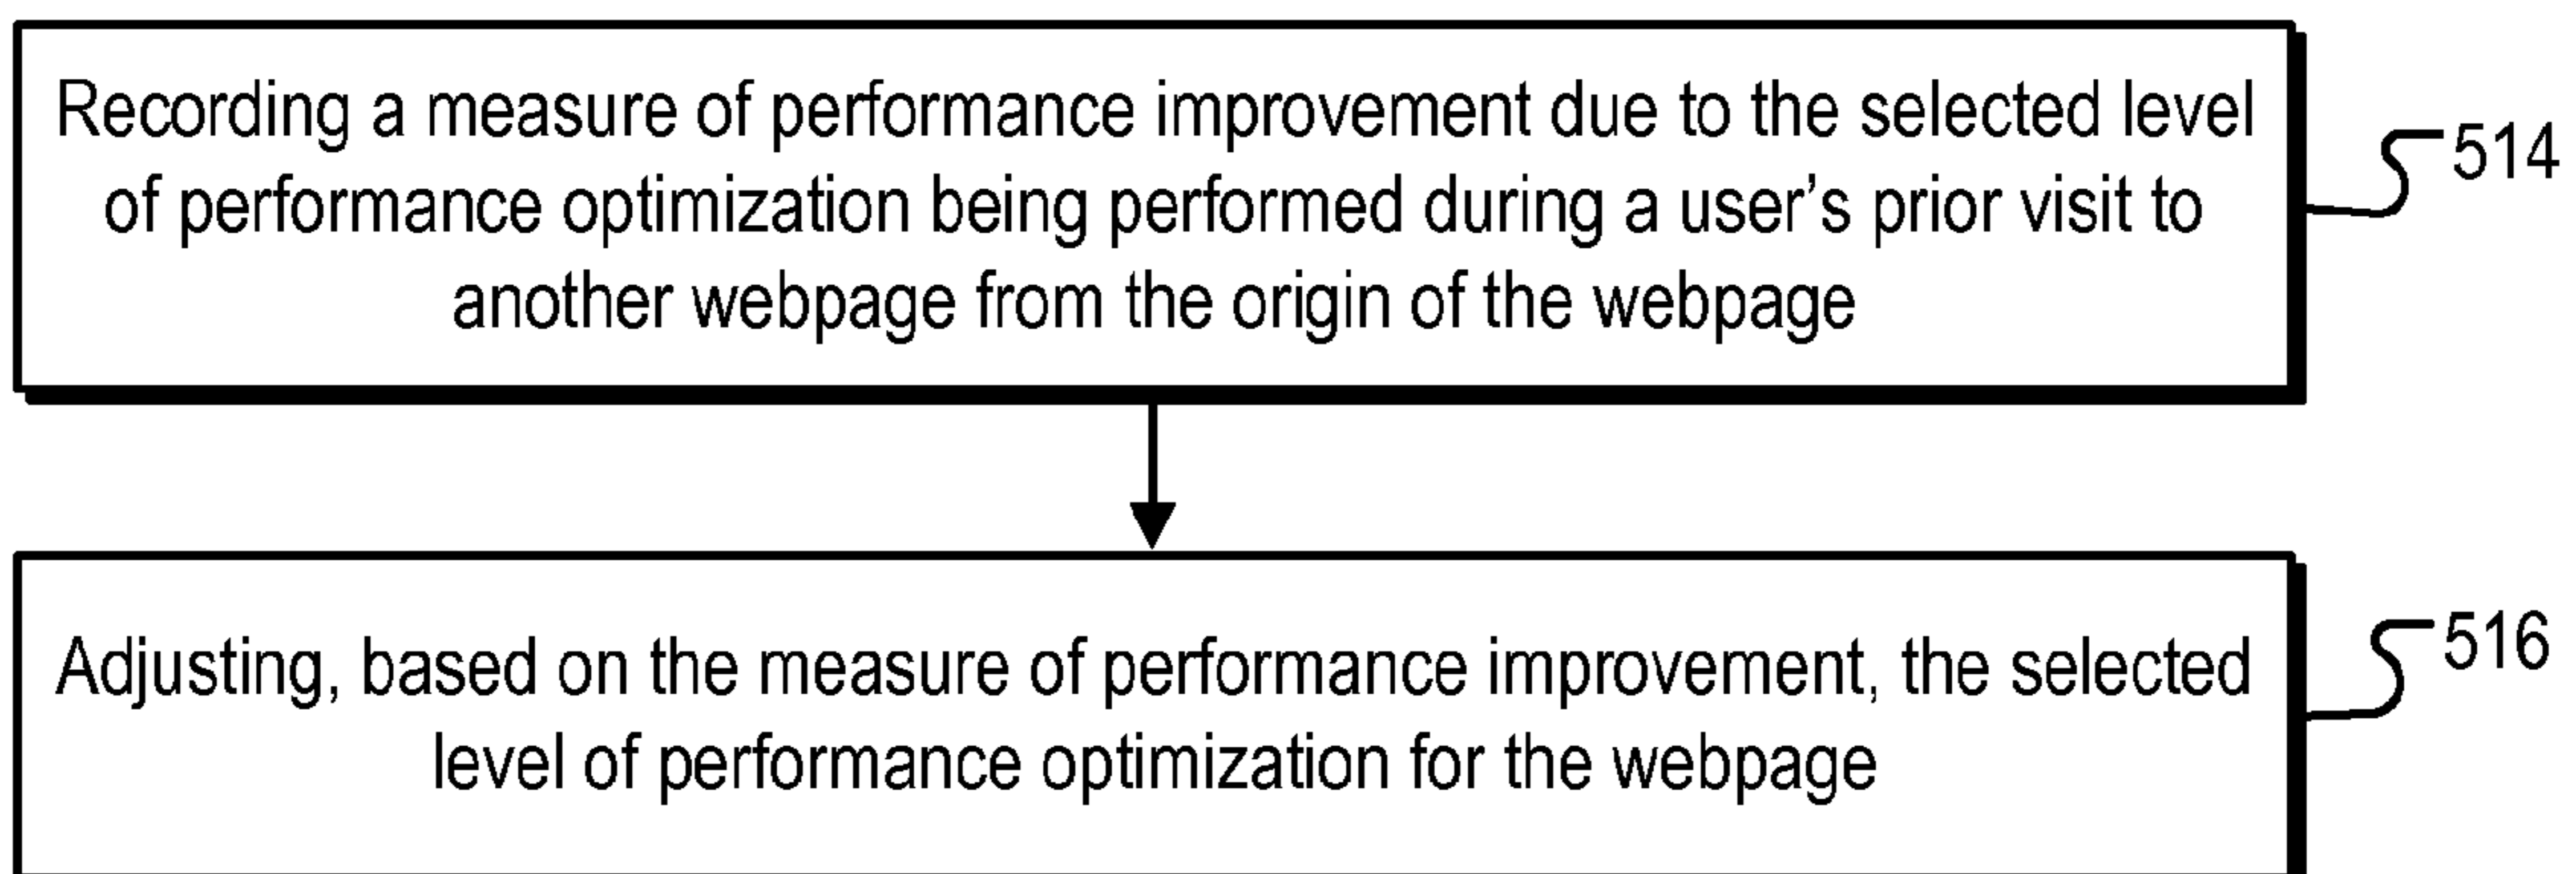 Recording a measure of performance improvement due to the selected level
of performance optimization being performed during a user’s prior visit to
another webpage from the origin of the webpage
514
Adjusting, based on the measure of performance improvement, the selected
level of performance optimization for the webpage
516